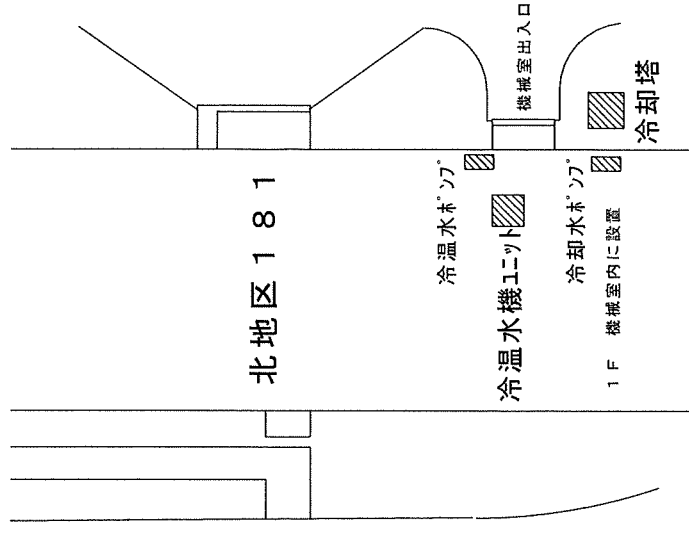 機械室出入口
冷却塔
北地区181
冷温水ポンプ
冷温水機ユニット
冷却水ポンプ
1F 機械室内に設置